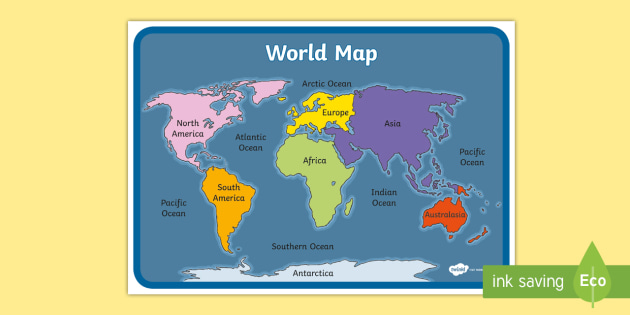 World Map
Arctic Ocean
North
America
Europe
Asia
Atlantic
Ocean
Pacific
Ocean
Africa
South
America
Indian
Ocean
Pacific
Ocean
Australasia
Southern Ocean
Antarctica
twinkl
ink saving
Eco